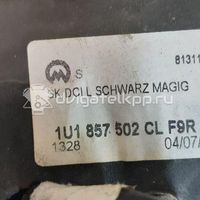 S
81311
SK DCI L SCHWARZ MAGIG
1U1 857 502 CL F9R
1328
04/07/